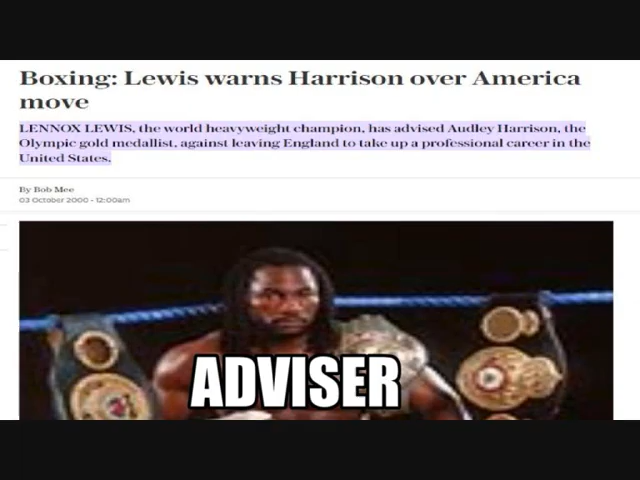 Boxing: Lewis warns Harrison over America
move
LENNOX LEWIS, the world heavyweight champion, has advised Audley Harrison, the
Olympic gold medallist, against leaving England to take up a professional career in the
United States.
By Bob Mee
03 October 2000 • 12:00am
ADVISER